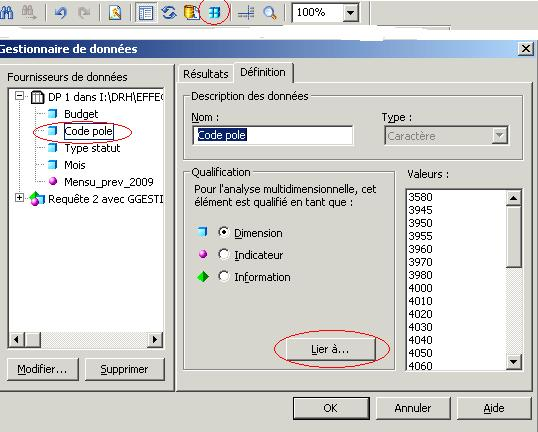 100%
Gestionnaire de données
Fournisseurs de données
DP 1 dans I:\DRH\EFFEC
Budget
Code pole
Type statut
Mois
Mensu_prev_2009
Requête 2 avec GGESTI
Modifier...
Supprimer
Résultats
Définition
Description des données
Nom :
Type :
Code pole
Caractère
Qualification
Pour l'analyse multidimensionnelle, cet
élément est qualifié en tant que :
Dimension
Indicateur
Information
Lier à...
Valeurs :
3580
3945
3950
3955
3960
3970
3980
4000
4010
4020
4030
4040
4050
4060
OK
Annuler
Aide